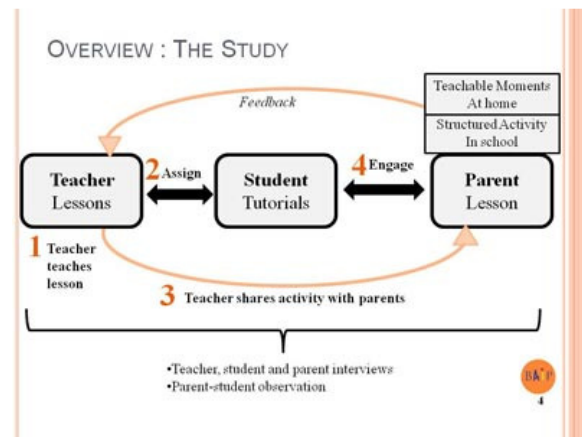 OVERVIEW : THE STUDY
Feedback
Teachable Moments
At home
Structured Activity
In school
Teacher
Lessons
2 Assign
Student
Tutorials
4 Engage
Parent
Lesson
1 Teacher
teaches
lesson
3 Teacher shares activity with parents
•Teacher, student and parent interviews
•Parent-student observation
4